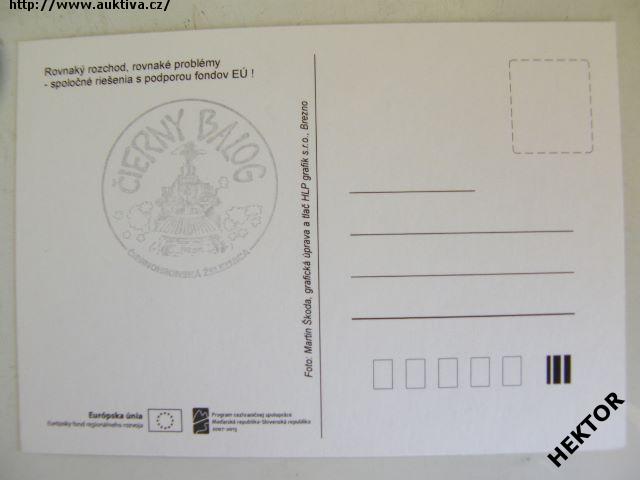 http://www.auktiva.cz/
Rovnaký rozchod, rovnaké problémy
- spoločné riešenia s podporou fondov EÚ !
ČIERNY BALOG
ČIERNOHRONSKÁ ŽELEZNICA
Foto: Martin Škoda, grafická úprava a tlač HLP grafik s.r.o., Brezno
Európska únia
Európsky fond regionálneho rozvoja
Program cezhraničnej spolupráce
Maďarská republika-Slovenská republika
2007-2013
HEKTOR